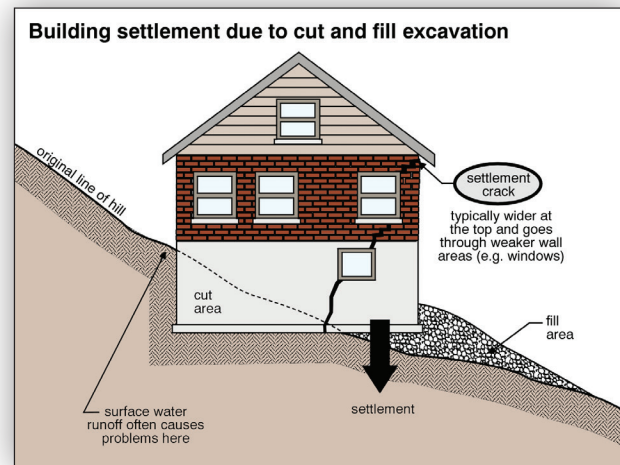 Building settlement due to cut and fill excavation
original line of hill
settlement
crack
typically wider at
the top and goes
through weaker wall
areas (e.g. windows)
cut
area
fill
area
settlement
surface water
runoff often causes
problems here